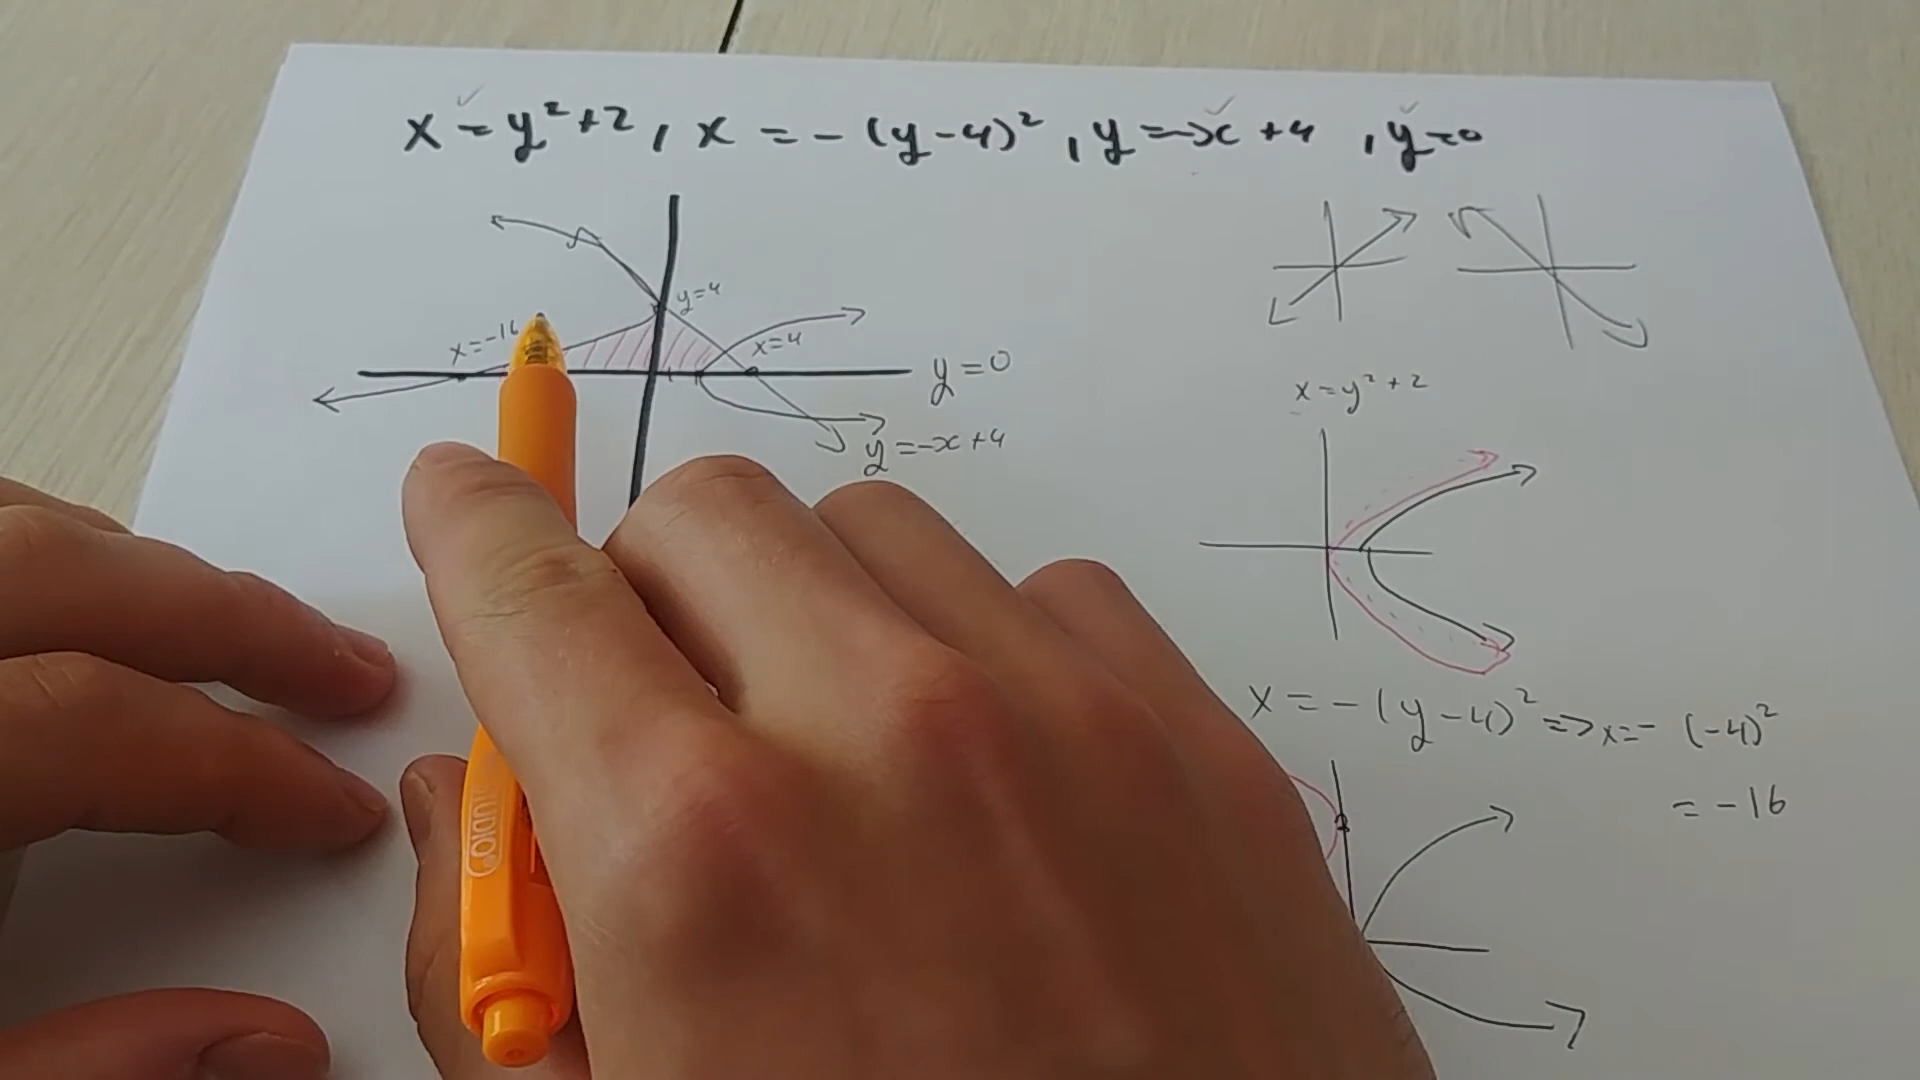 x = y² + 2 , x = - (y - 4)² , y = -x + 4 , y = 0
y = 4
x = -16
x = 4
y = 0
y = -x + 4
x = y² + 2
x = - (y - 4)² => x = - (-4)²
= -16